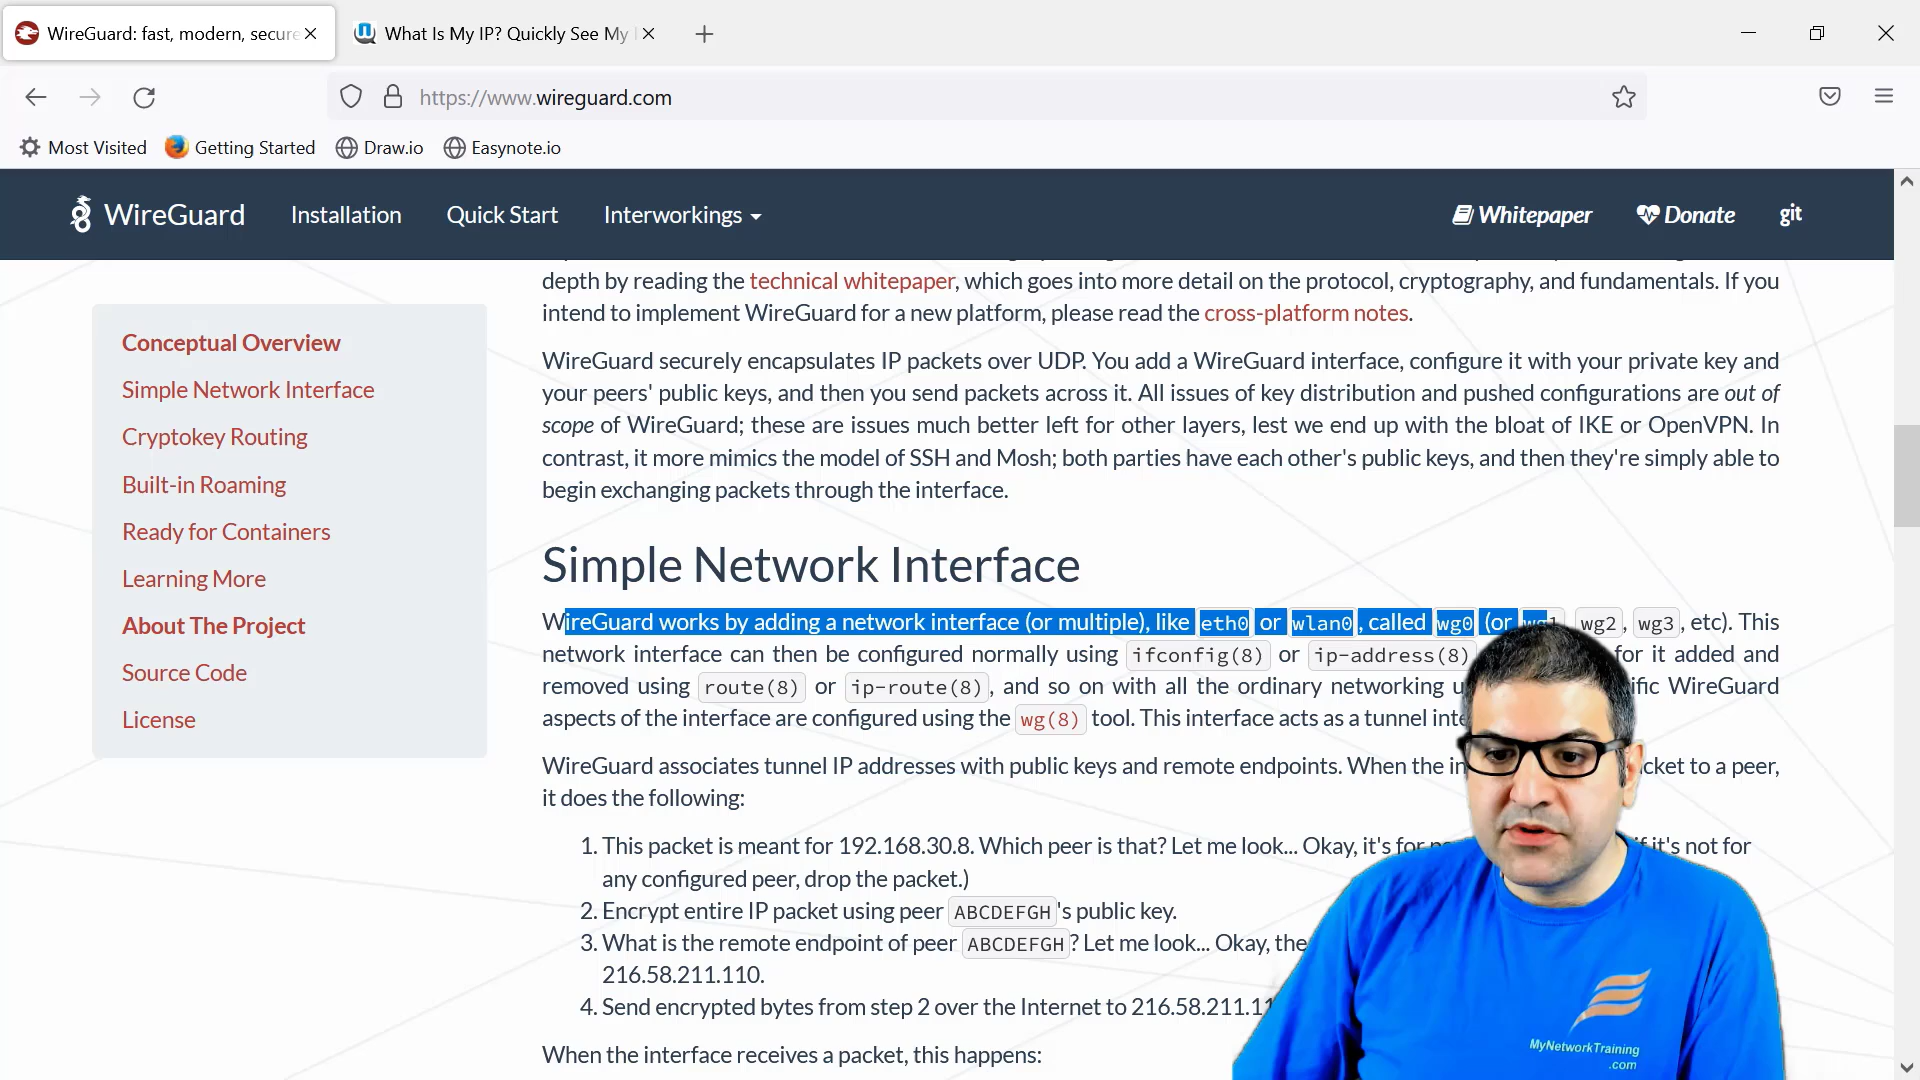 WireGuard: fast, modern, secure
What Is My IP? Quickly See My
https://www.wireguard.com
Most Visited
Getting Started
Draw.io
Easynote.io
WireGuard
Installation
Quick Start
Interworkings
Whitepaper
Donate
git
Conceptual Overview
Simple Network Interface
Cryptokey Routing
Built-in Roaming
Ready for Containers
Learning More
About The Project
Source Code
License
depth by reading the technical whitepaper, which goes into more detail on the protocol, cryptography, and fundamentals. If you
intend to implement WireGuard for a new platform, please read the cross-platform notes.
WireGuard securely encapsulates IP packets over UDP. You add a WireGuard interface, configure it with your private key and
your peers' public keys, and then you send packets across it. All issues of key distribution and pushed configurations are out of
scope of WireGuard; these are issues much better left for other layers, lest we end up with the bloat of IKE or OpenVPN. In
contrast, it more mimics the model of SSH and Mosh; both parties have each other's public keys, and then they're simply able to
begin exchanging packets through the interface.
Simple Network Interface
WireGuard works by adding a network interface (or multiple), like eth0 or wlan0, called wg0 (or wg1, wg2, wg3, etc). This
network interface can then be configured normally using ifconfig(8) or ip-address(8) for it added and
removed using route(8) or ip-route(8), and so on with all the ordinary networking WireGuard
aspects of the interface are configured using the wg(8) tool. This interface acts as a tunnel
WireGuard associates tunnel IP addresses with public keys and remote endpoints. When the to a peer,
it does the following:
1. This packet is meant for 192.168.30.8. Which peer is that? Let me look... Okay, it's for if it's not for
any configured peer, drop the packet.)
2. Encrypt entire IP packet using peer ABCDEFGH's public key.
3. What is the remote endpoint of peer ABCDEFGH? Let me look... Okay, the
216.58.211.110.
4. Send encrypted bytes from step 2 over the Internet to
When the interface receives a packet, this happens:
MyNetworkTraining
.com